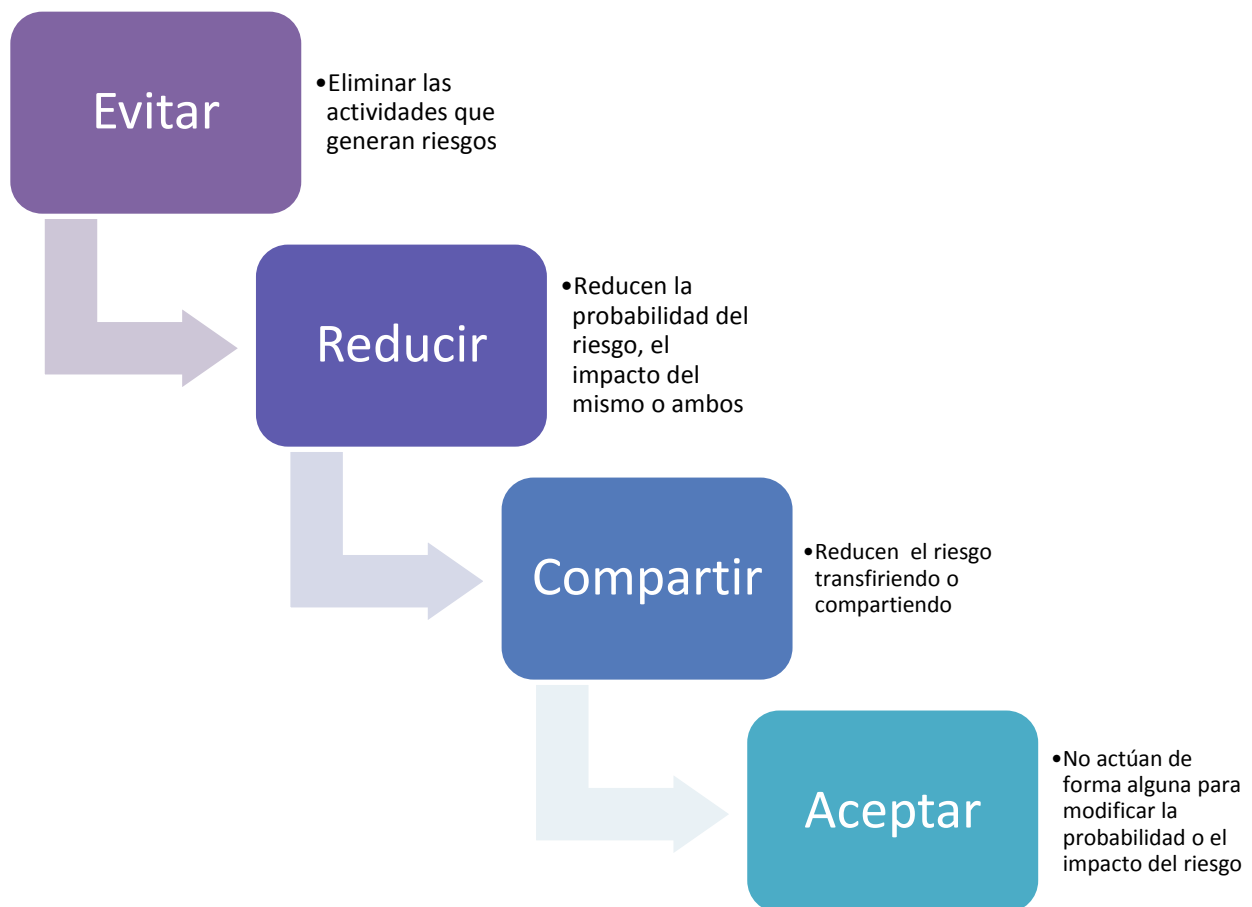 Evitar
•Eliminar las
actividades que
generan riesgos
Reducir
•Reducen la
probabilidad del
riesgo, el
impacto del
mismo o ambos
Compartir
•Reducen  el riesgo
transfiriendo o
compartiendo
Aceptar
•No actúan de
forma alguna para
modificar la
probabilidad o el
impacto del riesgo